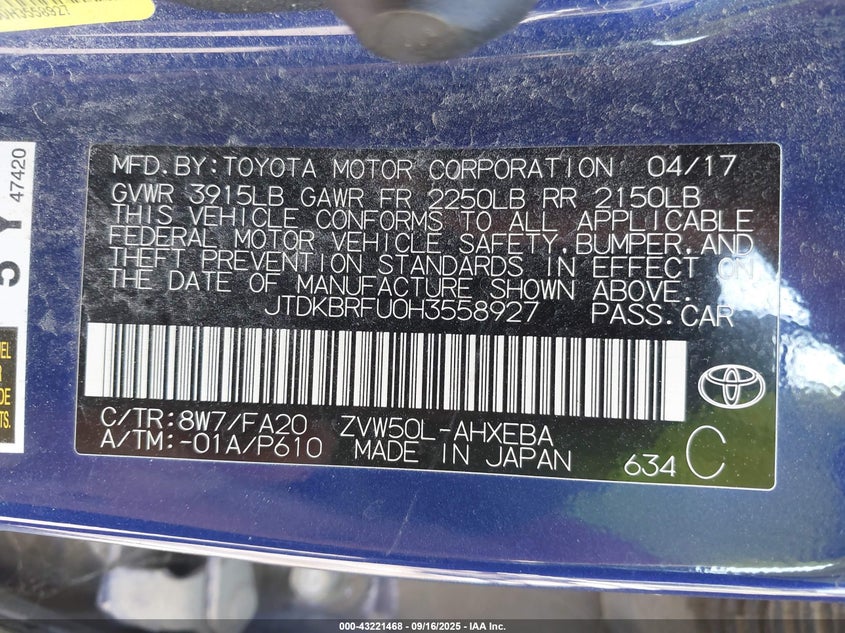 MFD.BY:TOYOTA MOTOR CORPORATION 04/17
GVWR 3915LB GAWR FR 2250LB RR 2150LB
THIS VEHICLE CONFORMS TO ALL APPLICABLE
FEDERAL MOTOR VEHICLE SAFETY,BUMPER,AND
THEFT PREVENTION STANDARDS IN EFFECT ON
THE DATE OF MANUFACTURE SHOWN ABOVE.
JTDKBRFU0H3558927 PASS.CAR
C/TR:8W7/FA20 ZVW50L-AHXEBA
A/TM:-01A/P610 MADE IN JAPAN
634 C
5Y
47420
000-43221468 - 09/16/2025 - IAA Inc.